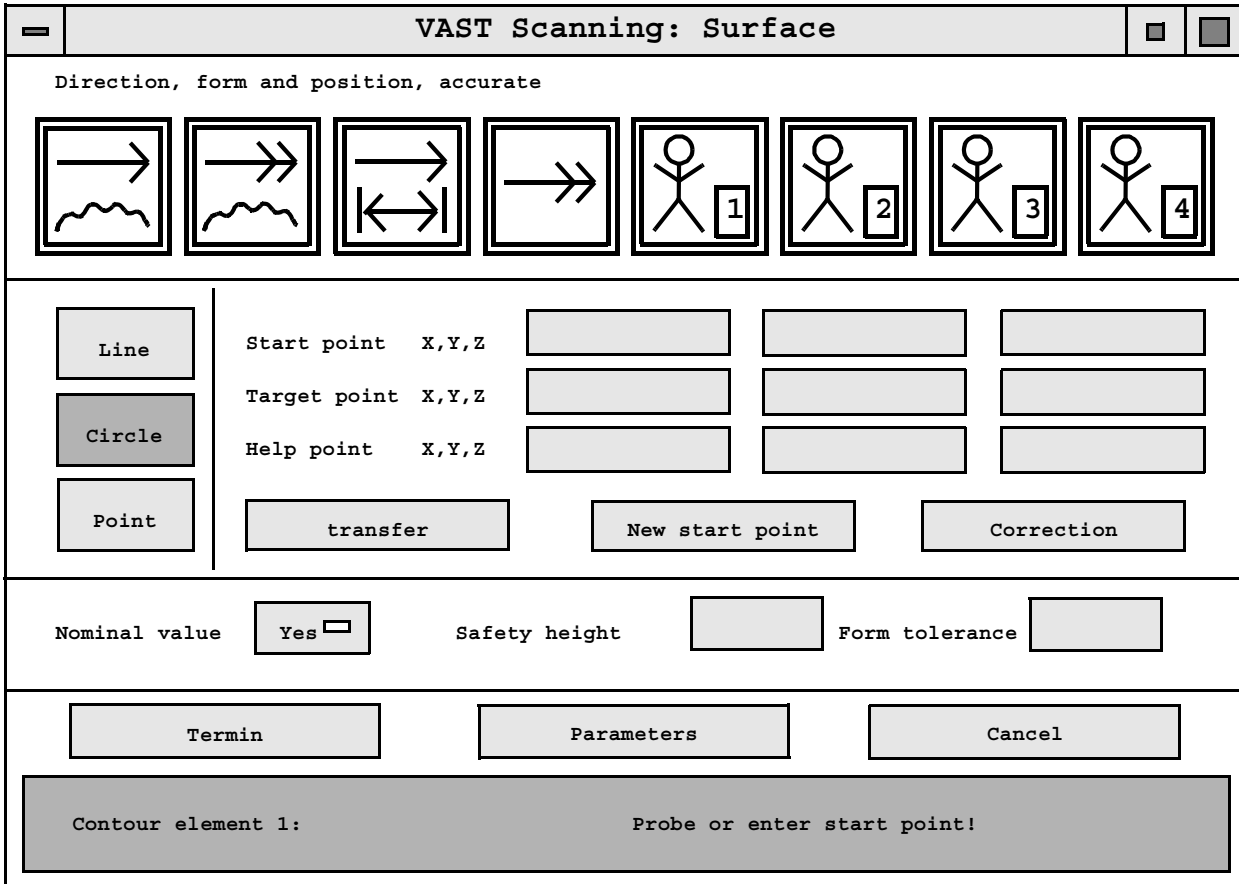 VAST Scanning: Surface
Direction, form and position, accurate
1 2 3 4
Line
Circle
Point
Start point X,Y,Z
Target point X,Y,Z
Help point X,Y,Z
transfer New start point Correction
Nominal value Yes Safety height Form tolerance
Termin Parameters Cancel
Contour element 1: Probe or enter start point!